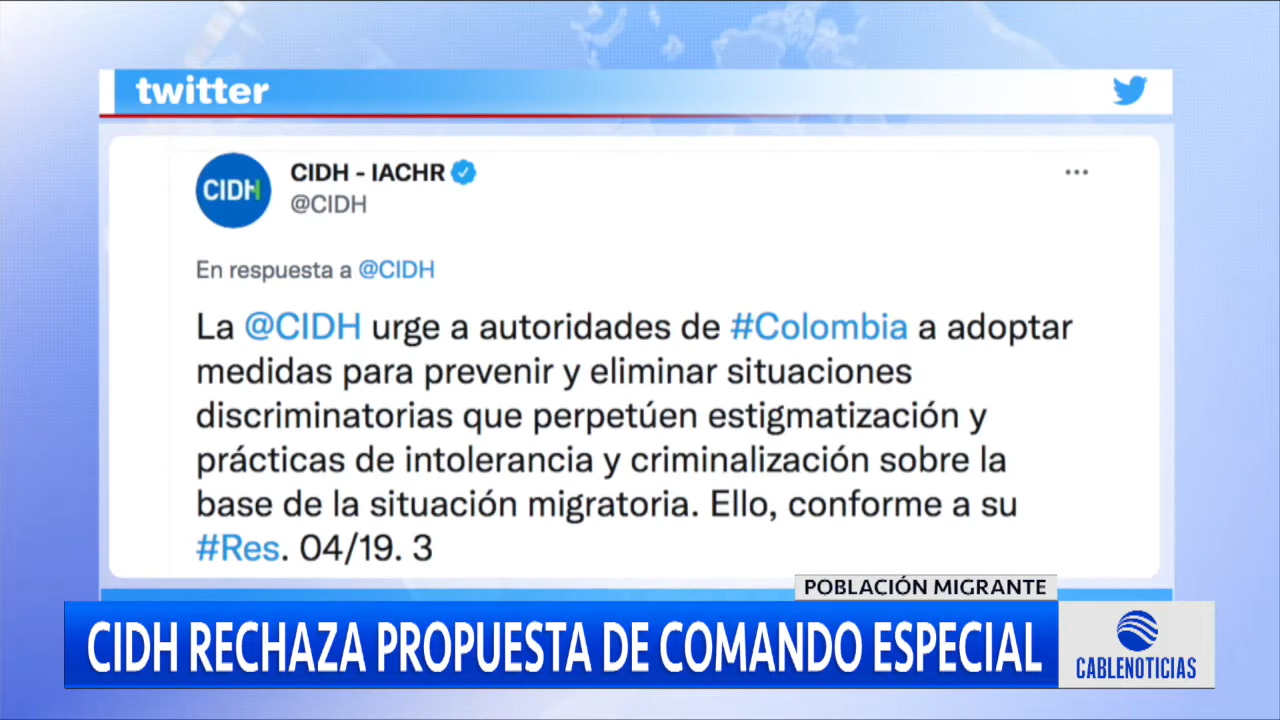 twitter
CIDH
CIDH - IACHR
@CIDH
En respuesta a @CIDH
La @CIDH urge a autoridades de #Colombia a adoptar
medidas para prevenir y eliminar situaciones
discriminatorias que perpetúen estigmatización y
prácticas de intolerancia y criminalización sobre la
base de la situación migratoria. Ello, conforme a su
#Res. 04/19. 3
POBLACIÓN MIGRANTE
CIDH RECHAZA PROPUESTA DE COMANDO ESPECIAL
CABLENOTICIAS